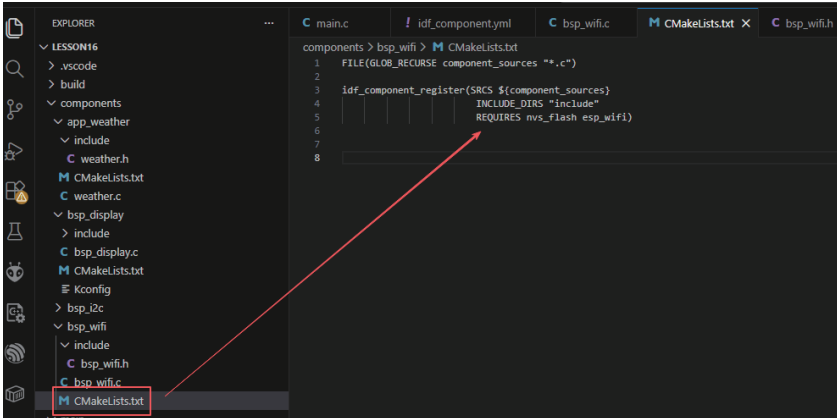 EXPLORER ...
LESSON16
.vscode
build
components
app_weather
include
C weather.h
M CMakeLists.txt
C weather.c
bsp_display
include
C bsp_display.c
M CMakeLists.txt
Kconfig
bsp_i2c
bsp_wifi
include
C bsp_wifi.h
C bsp_wifi.c
M CMakeLists.txt
C main.c
! idf_component.yml
C bsp_wifi.c
M CMakeLists.txt X
C bsp_wifi.h
components > bsp_wifi > M CMakeLists.txt
1 FILE(GLOB_RECURSE component_sources "*.c")
2
3 idf_component_register(SRCS ${component_sources}
4 INCLUDE_DIRS "include"
5 REQUIRES nvs_flash esp_wifi)
6
7
8